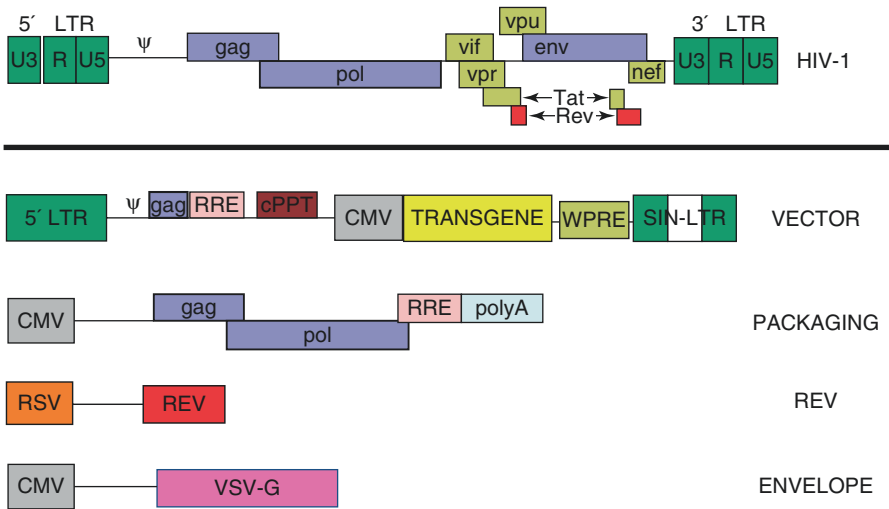 5′ LTR
3′ LTR
U3 R U5
ψ
gag
pol
vif
vpr
vpu
env
nef
U3 R U5
HIV-1
Tat
Rev
5′ LTR
ψ
gag
RRE
cPPT
CMV
TRANSGENE
WPRE
SIN-LTR
VECTOR
CMV
gag
pol
RRE
polyA
PACKAGING
RSV
REV
REV
CMV
VSV-G
ENVELOPE